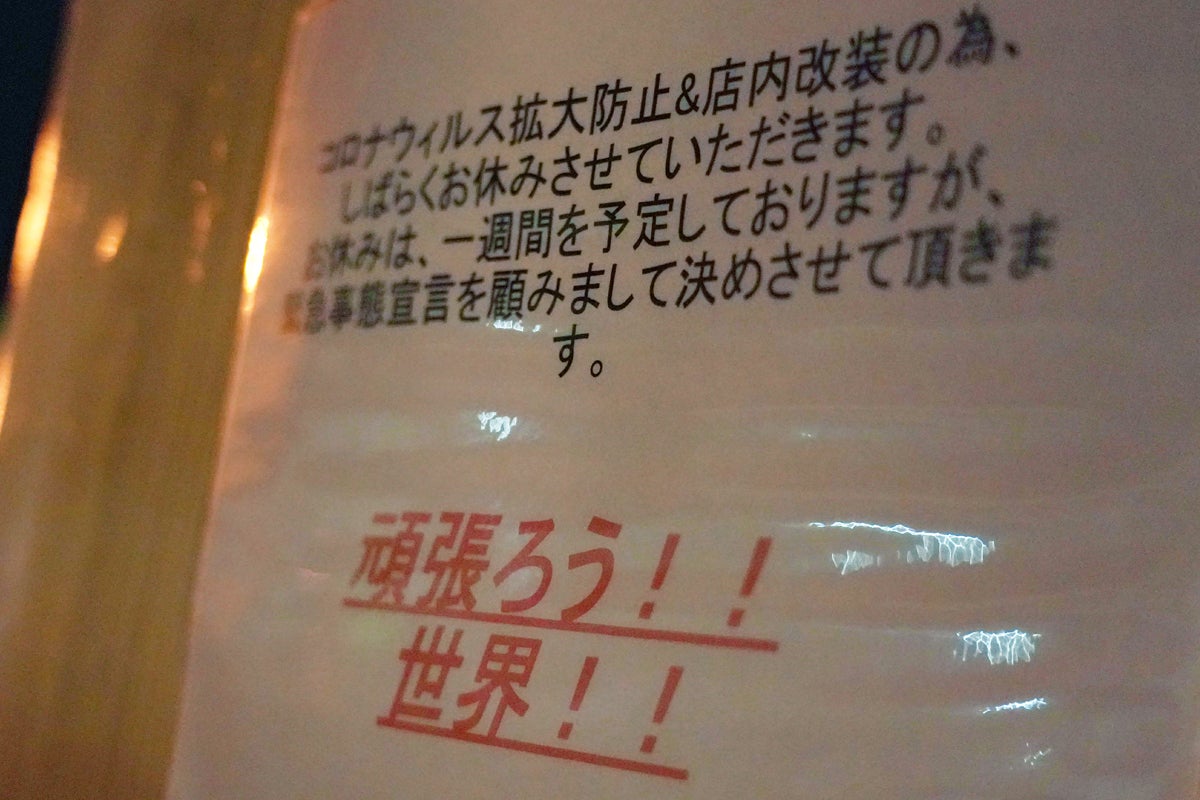 コロナウィルス拡大防止&店内改装の為、
しばらくお休みさせていただきます。
お休みは、一週間を予定しておりますが、
緊急事態宣言を顧みまして決めさせて頂きま
す。
頑張ろう！！
世界！！